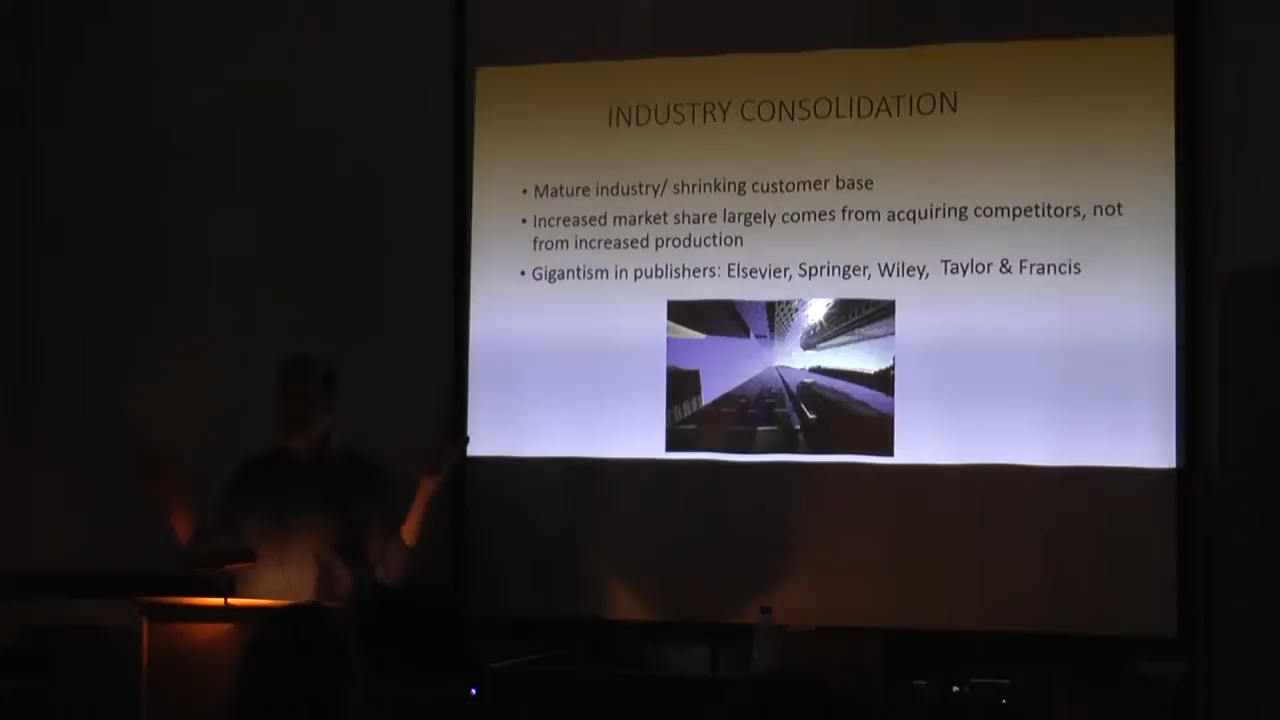 INDUSTRY CONSOLIDATION
• Mature industry/ shrinking customer base
• Increased market share largely comes from acquiring competitors, not
from increased production
• Gigantism in publishers: Elsevier, Springer, Wiley, Taylor & Francis